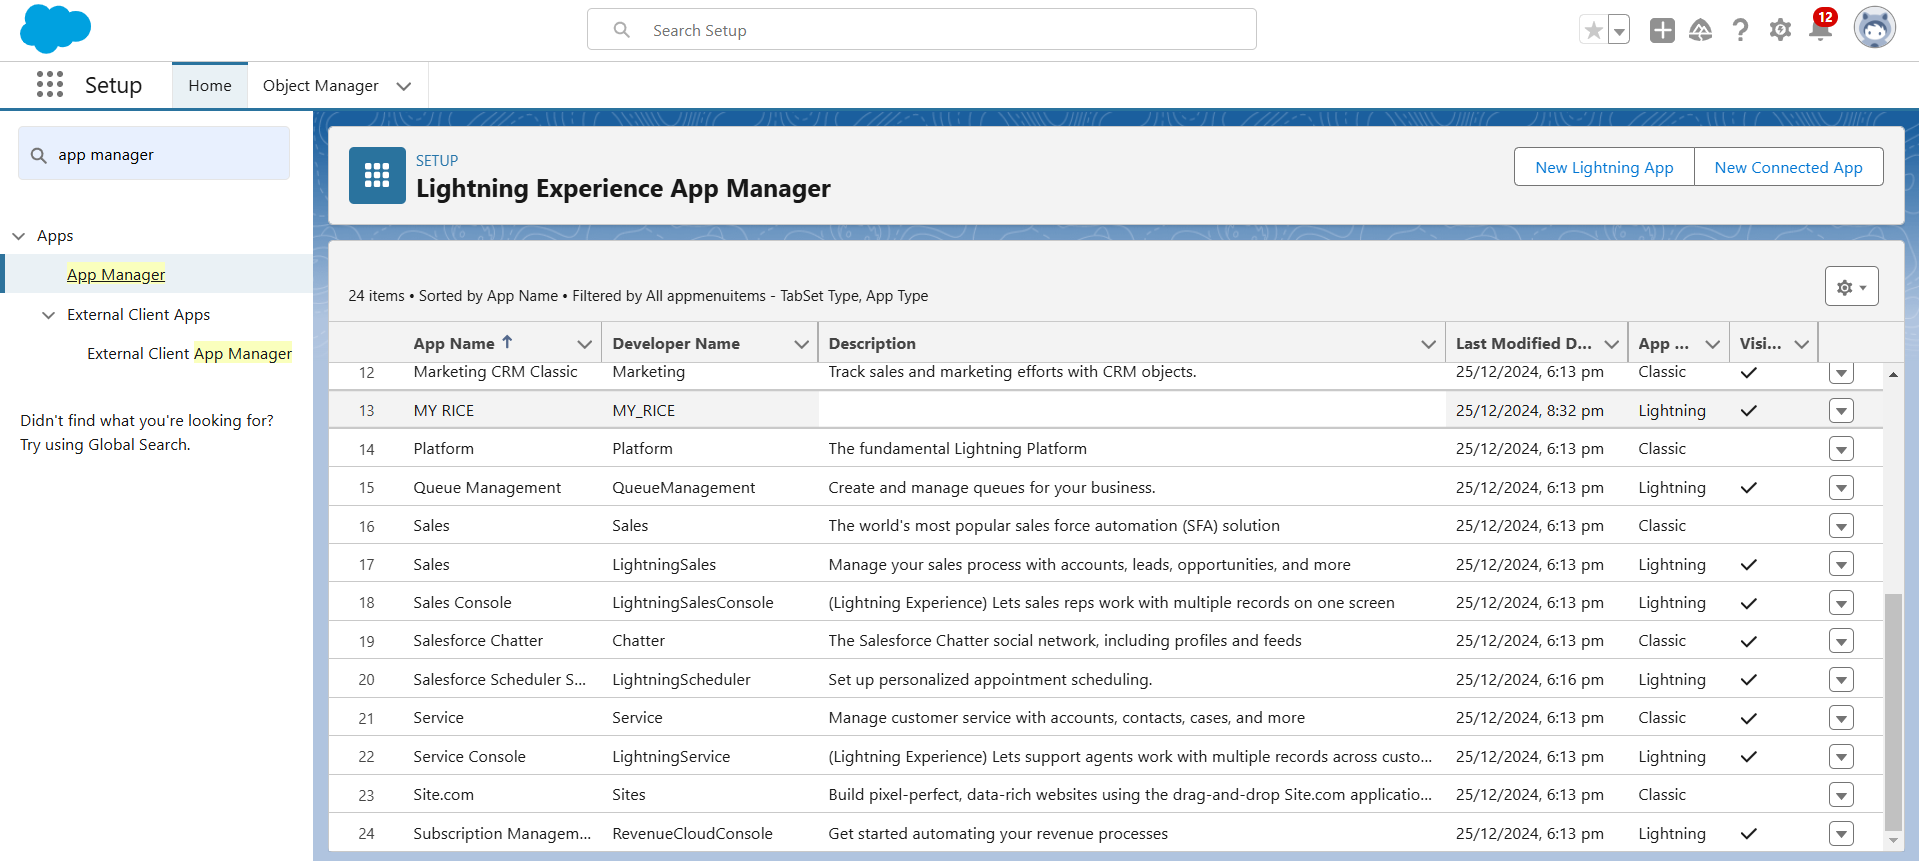 Search Setup
12
Setup
Home
Object Manager
app manager
Apps
App Manager
External Client Apps
External Client App Manager
Didn't find what you're looking for?
Try using Global Search.
SETUP
Lightning Experience App Manager
New Lightning App
New Connected App
24 items • Sorted by App Name • Filtered by All appmenuitems - TabSet Type, App Type
App Name ↑ Developer Name Description Last Modified D... App ... Visi...
12 Marketing CRM Classic Marketing Track sales and marketing efforts with CRM objects. 25/12/2024, 6:13 pm Classic ✓
13 MY RICE MY_RICE 25/12/2024, 8:32 pm Lightning ✓
14 Platform Platform The fundamental Lightning Platform 25/12/2024, 6:13 pm Classic
15 Queue Management QueueManagement Create and manage queues for your business. 25/12/2024, 6:13 pm Lightning ✓
16 Sales Sales The world's most popular sales force automation (SFA) solution 25/12/2024, 6:13 pm Classic
17 Sales LightningSales Manage your sales process with accounts, leads, opportunities, and more 25/12/2024, 6:13 pm Lightning ✓
18 Sales Console LightningSalesConsole (Lightning Experience) Lets sales reps work with multiple records on one screen 25/12/2024, 6:13 pm Lightning ✓
19 Salesforce Chatter Chatter The Salesforce Chatter social network, including profiles and feeds 25/12/2024, 6:13 pm Classic ✓
20 Salesforce Scheduler S... LightningScheduler Set up personalized appointment scheduling. 25/12/2024, 6:16 pm Lightning ✓
21 Service Service Manage customer service with accounts, contacts, cases, and more 25/12/2024, 6:13 pm Classic ✓
22 Service Console LightningService (Lightning Experience) Lets support agents work with multiple records across custo... 25/12/2024, 6:13 pm Lightning ✓
23 Site.com Sites Build pixel-perfect, data-rich websites using the drag-and-drop Site.com applicatio... 25/12/2024, 6:13 pm Classic
24 Subscription Managem... RevenueCloudConsole Get started automating your revenue processes 25/12/2024, 6:13 pm Lightning ✓